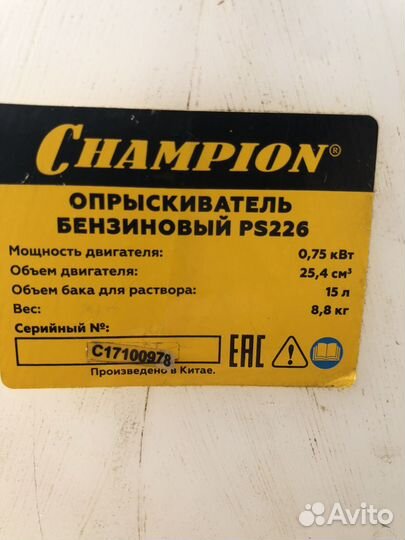 CHAMPION®
ОПРЫСКИВАТЕЛЬ
БЕНЗИНОВЫЙ PS226
Мощность двигателя: 0,75 кВт
Объем двигателя: 25,4 см³
Объем бака для раствора: 15 л
Вес: 8,8 кг
Серийный №:
C17100978
EAC
Произведено в Китае.
Avito